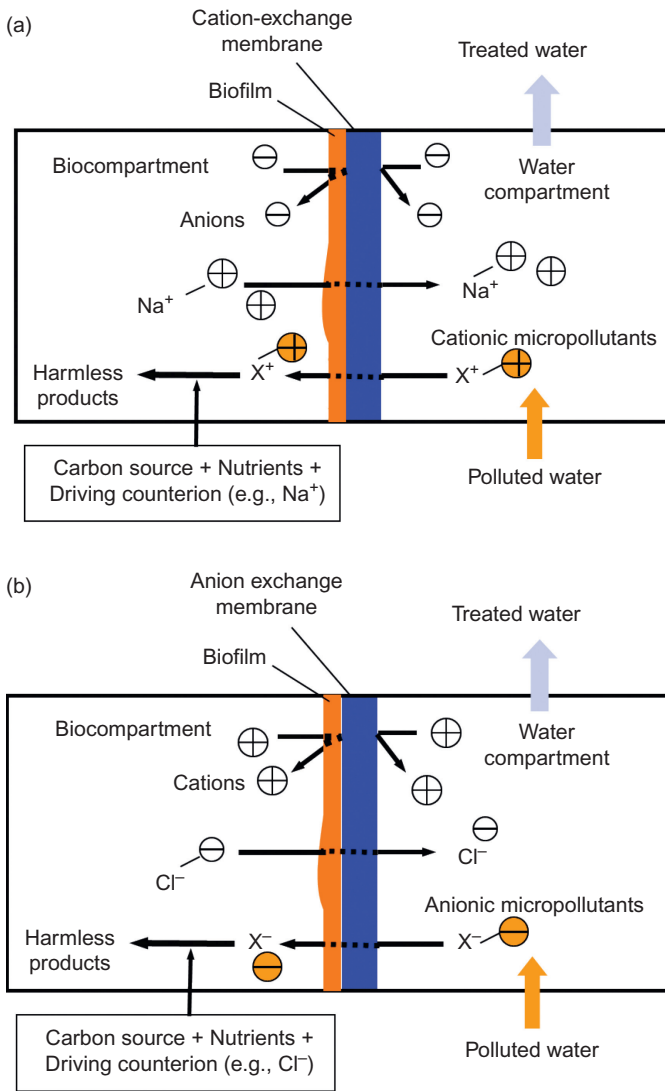 (a)
Cation-exchange
membrane
Treated water
Biofilm
Biocompartment
Water
compartment
Anions
Na⁺
Na⁺
Cationic micropollutants
Harmless
products
X⁺
X⁺
Carbon source + Nutrients +
Driving counterion (e.g., Na⁺)
Polluted water
(b)
Anion exchange
membrane
Treated water
Biofilm
Biocompartment
Water
compartment
Cations
Cl⁻
Cl⁻
Anionic micropollutants
Harmless
products
X⁻
X⁻
Carbon source + Nutrients +
Driving counterion (e.g., Cl⁻)
Polluted water